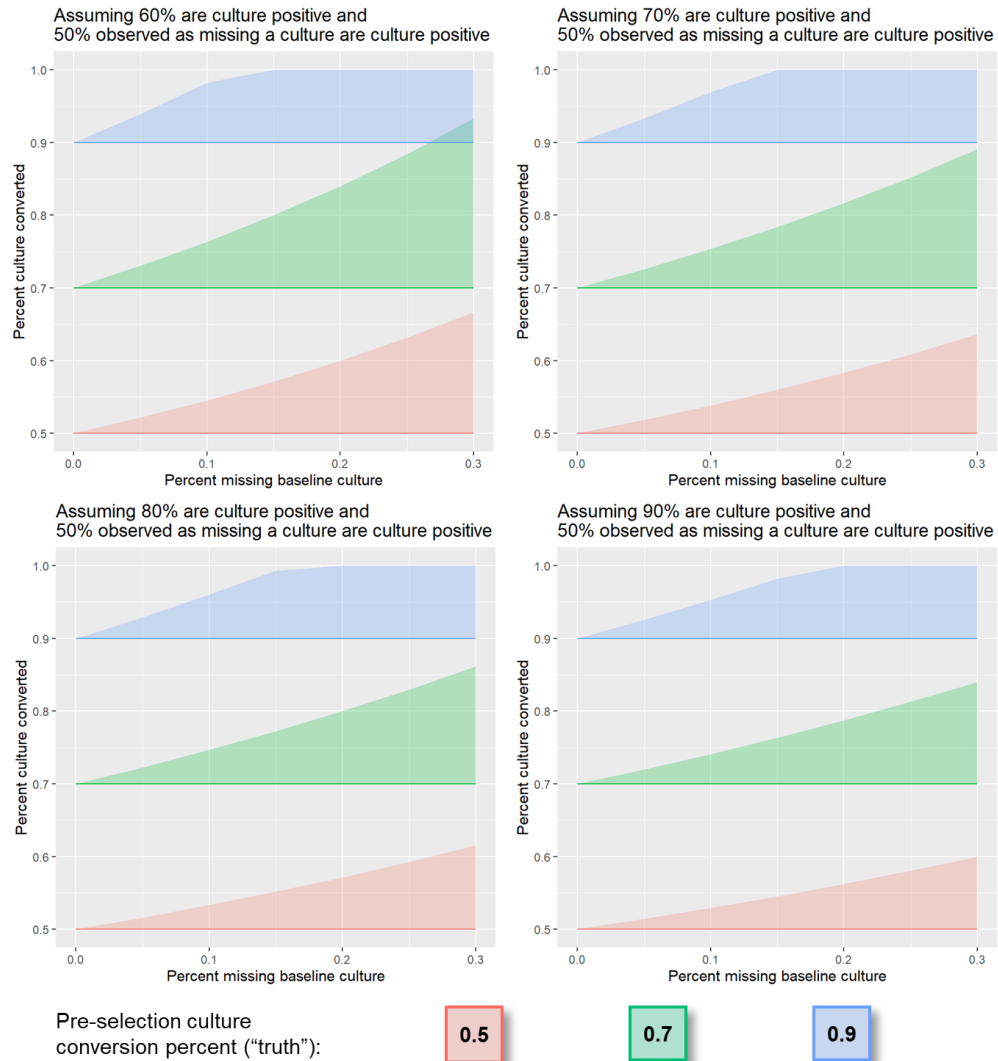 Assuming 60% are culture positive and
50% observed as missing a culture are culture positive
Percent culture converted
1.0
0.9
0.8
0.7
0.6
0.5
0.0
0.1
0.2
0.3
Percent missing baseline culture
Assuming 70% are culture positive and
50% observed as missing a culture are culture positive
Percent culture converted
1.0
0.9
0.8
0.7
0.6
0.5
0.0
0.1
0.2
0.3
Percent missing baseline culture
Assuming 80% are culture positive and
50% observed as missing a culture are culture positive
Percent culture converted
1.0
0.9
0.8
0.7
0.6
0.5
0.0
0.1
0.2
0.3
Percent missing baseline culture
Assuming 90% are culture positive and
50% observed as missing a culture are culture positive
Percent culture converted
1.0
0.9
0.8
0.7
0.6
0.5
0.0
0.1
0.2
0.3
Percent missing baseline culture
Pre-selection culture
conversion percent (“truth”):
0.5
0.7
0.9